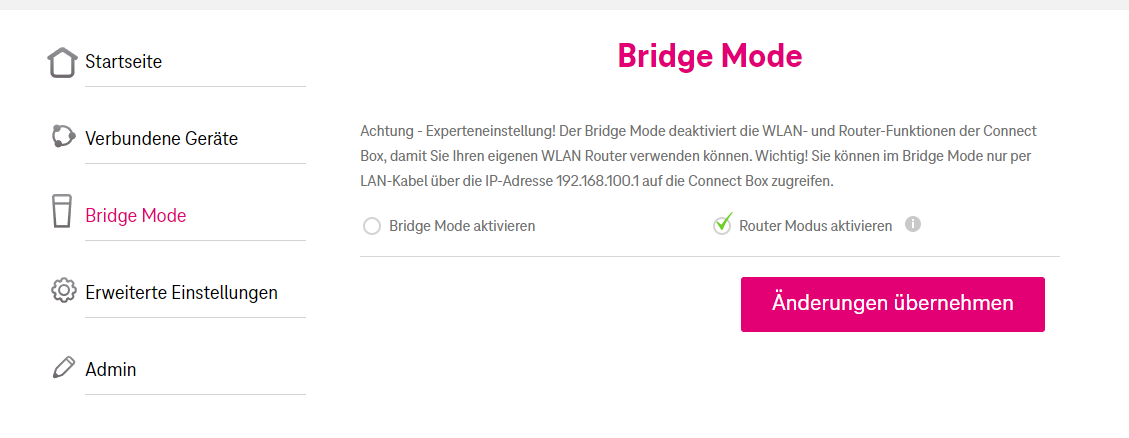 Startseite
Verbundene Geräte
Bridge Mode
Erweiterte Einstellungen
Admin
Bridge Mode
Achtung - Experteneinstellung! Der Bridge Mode deaktiviert die WLAN- und Router-Funktionen der Connect
Box, damit Sie Ihren eigenen WLAN Router verwenden können. Wichtig! Sie können im Bridge Mode nur per
LAN-Kabel über die IP-Adresse 192.168.100.1 auf die Connect Box zugreifen.
Bridge Mode aktivieren
Router Modus aktivieren i
Änderungen übernehmen